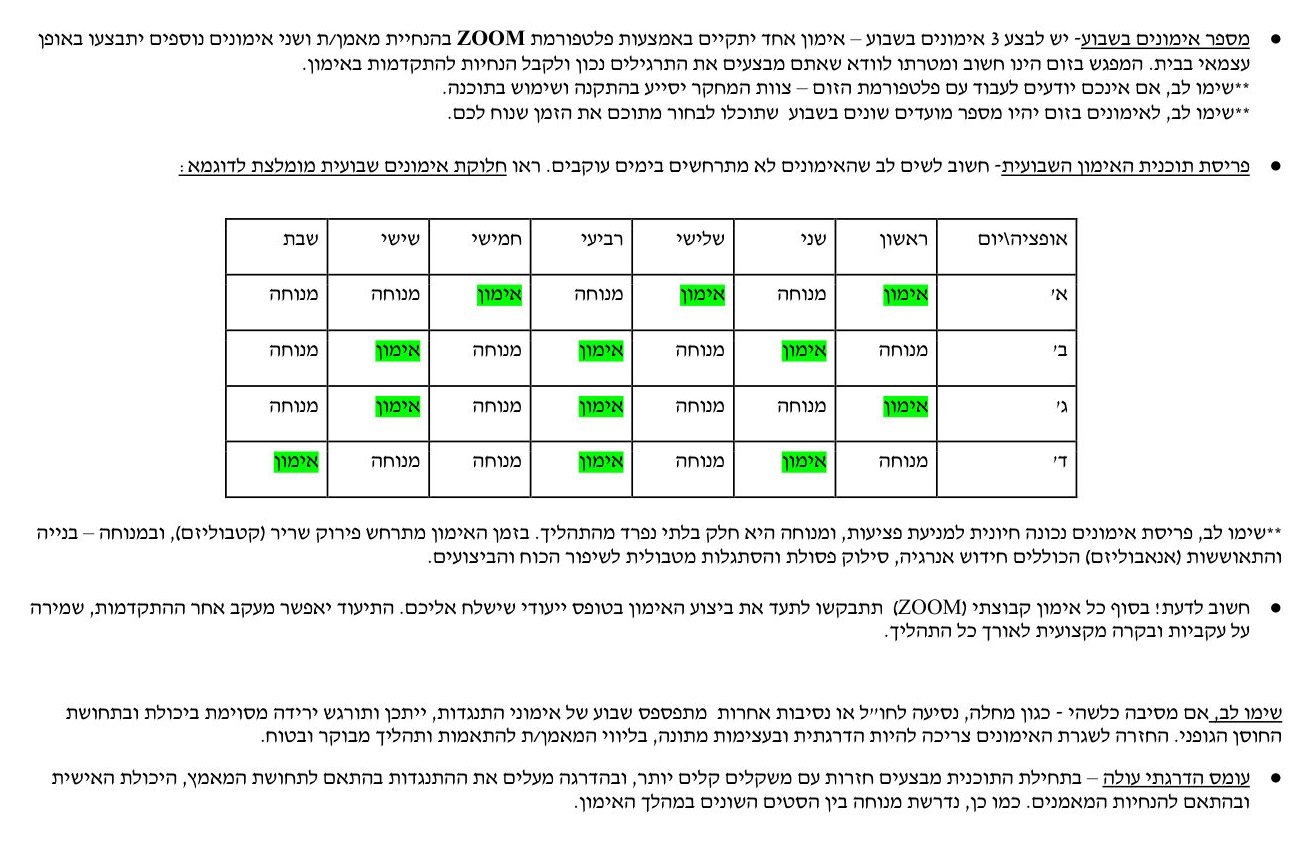 ● מספר אימונים בשבוע- יש לבצע 3 אימונים בשבוע – אימון אחד יתקיים באמצעות פלטפורמת ZOOM בהנחיית מאמן/ת ושני אימונים נוספים יתבצעו באופן
עצמאי בבית. המפגש בזום הינו חשוב ומטרתו לוודא שאתם מבצעים את התרגילים נכון ולקבל הנחיות להתקדמות באימון.
**שימו לב, אם אינכם יודעים לעבוד עם פלטפורמת הזום – צוות המחקר יסייע בהתקנה ושימוש בתוכנה.
**שימו לב, לאימונים בזום יהיו מספר מועדים שונים בשבוע שתוכלו לבחור מתוכם את הזמן שנוח לכם.
● פריסת תוכנית האימון השבועית- חשוב לשים לב שהאימונים לא מתרחשים בימים עוקבים. ראו חלוקת אימונים שבועית מומלצת לדוגמא:
אופציה\יום ראשון שני שלישי רביעי חמישי שישי שבת
א' אימון מנוחה אימון מנוחה אימון מנוחה מנוחה
ב' מנוחה אימון מנוחה אימון מנוחה אימון מנוחה
ג' אימון מנוחה מנוחה אימון מנוחה אימון מנוחה
ד' מנוחה אימון מנוחה אימון מנוחה מנוחה אימון
**שימו לב, פריסת אימונים נכונה חיונית למניעת פציעות, ומנוחה היא חלק בלתי נפרד מהתהליך. בזמן האימון מתרחש פירוק שריר (קטבוליזם), ובמנוחה – בנייה
והתאוששות (אנאבוליזם) הכוללים חידוש אנרגיה, סילוק פסולת והסתגלות מטבולית לשיפור הכוח והביצועים.
● חשוב לדעת! בסוף כל אימון קבוצתי (ZOOM) תתבקשו לתעד את ביצוע האימון בטופס ייעודי שישלח אליכם. התיעוד יאפשר מעקב אחר ההתקדמות, שמירה
על עקביות ובקרה מקצועית לאורך כל התהליך.
שימו לב, אם מסיבה כלשהי - כגון מחלה, נסיעה לחו"ל או נסיבות אחרות מתפספס שבוע של אימוני התנגדות, ייתכן ותורגש ירידה מסוימת ביכולת ובתחושת
החוסן הגופני. החזרה לשגרת האימונים צריכה להיות הדרגתית ובעצימות מתונה, בליווי המאמן/ת להתאמות ותהליך מבוקר ובטוח.
● עומס הדרגתי עולה – בתחילת התוכנית מבצעים חזרות עם משקלים קלים יותר, ובהדרגה מעלים את ההתנגדות בהתאם לתחושת המאמץ, היכולת האישית
ובהתאם להנחיות המאמנים. כמו כן, נדרשת מנוחה בין הסטים השונים במהלך האימון.